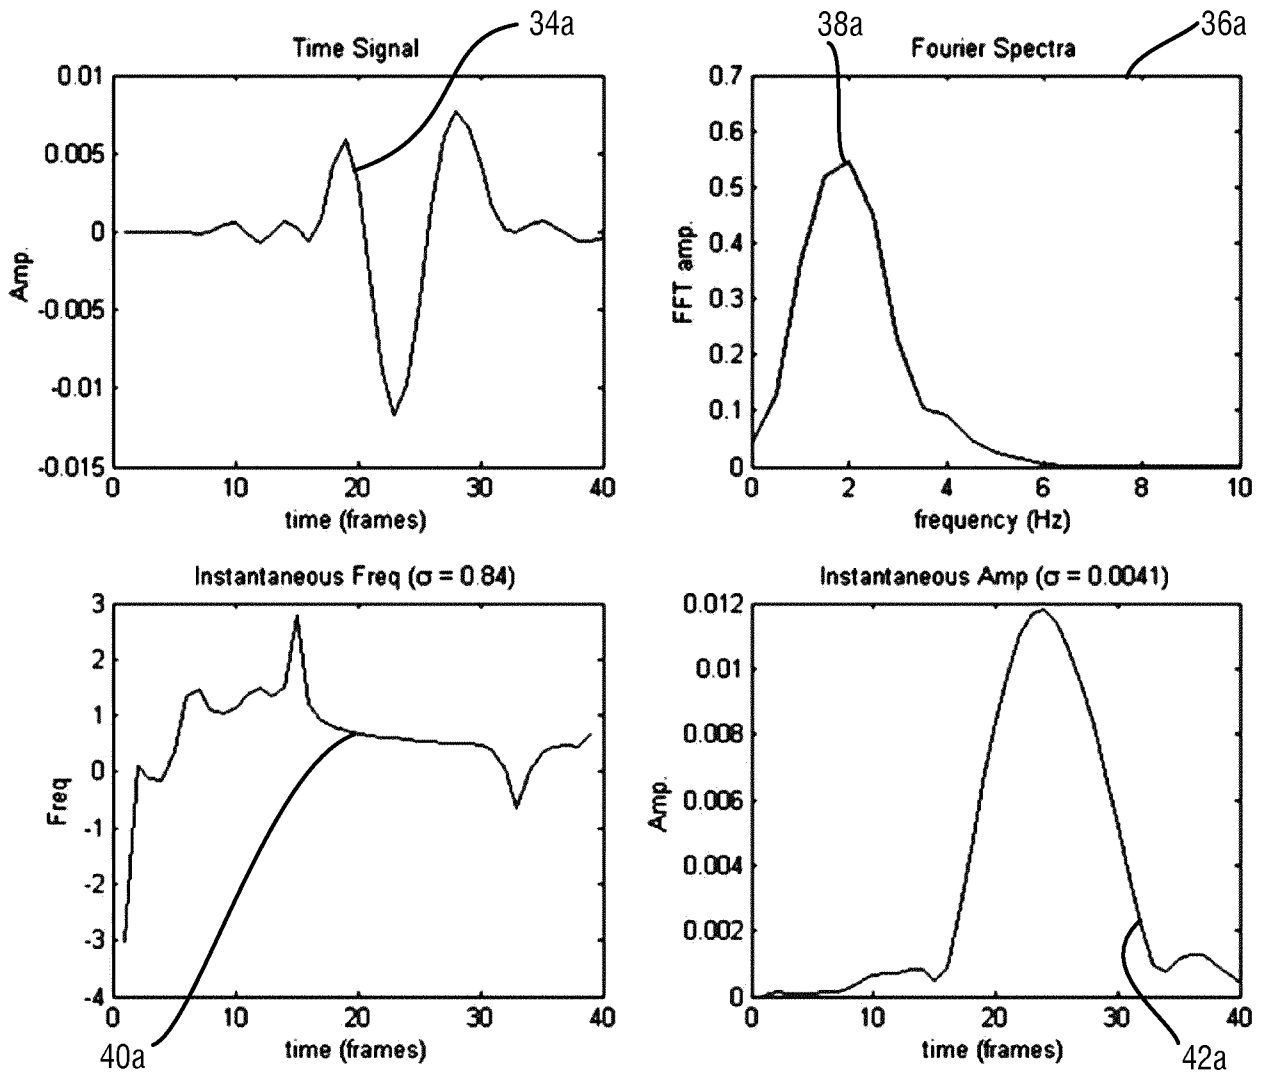 34a
38a
36a
Time Signal
Fourier Spectra
0.01
0.005
0
-0.005
-0.01
-0.015
Amp.
0 10 20 30 40
time (frames)
0.7
0.6
0.5
0.4
0.3
0.2
0.1
0
FFT amp.
0 2 4 6 8 10
frequency (Hz)
Instantaneous Freq (σ = 0.84)
Instantaneous Amp (σ = 0.0041)
3
2
1
0
-1
-2
-3
-4
Freq
0 10 20 30 40
time (frames)
40a
0.012
0.01
0.008
0.006
0.004
0.002
0
Amp.
0 10 20 30 40
time (frames)
42a